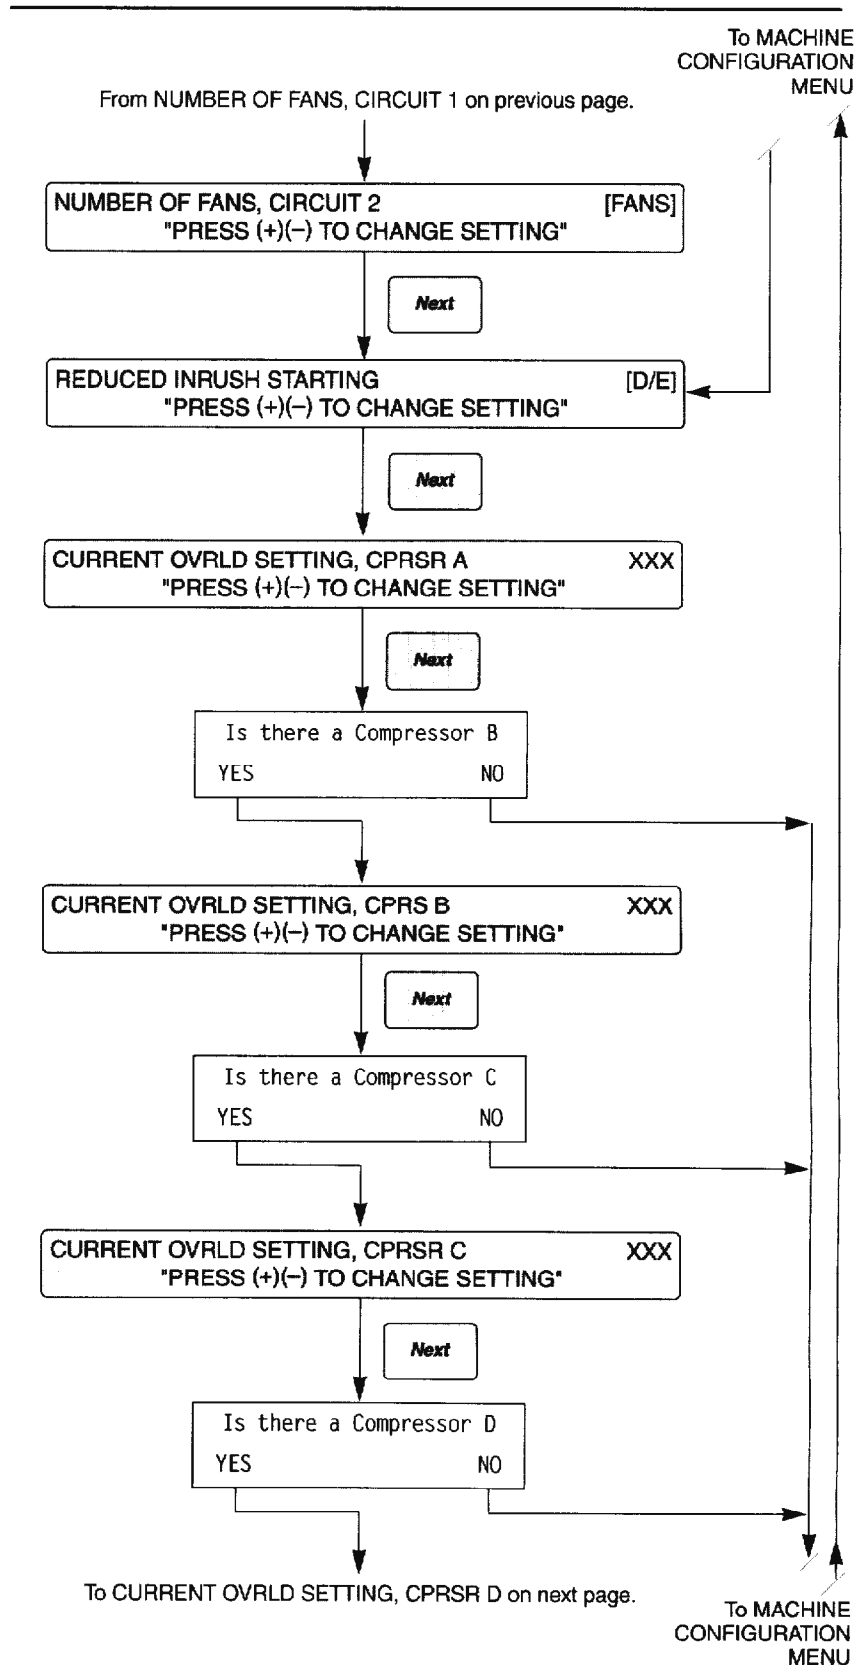 To MACHINE
CONFIGURATION
MENU
From NUMBER OF FANS, CIRCUIT 1 on previous page.
NUMBER OF FANS, CIRCUIT 2 [FANS]
"PRESS (+)(−) TO CHANGE SETTING"
Next
REDUCED INRUSH STARTING [D/E]
"PRESS (+)(−) TO CHANGE SETTING"
Next
CURRENT OVRLD SETTING, CPRSR A XXX
"PRESS (+)(−) TO CHANGE SETTING"
Next
Is there a Compressor B
YES NO
CURRENT OVRLD SETTING, CPRS B XXX
"PRESS (+)(−) TO CHANGE SETTING"
Next
Is there a Compressor C
YES NO
CURRENT OVRLD SETTING, CPRSR C XXX
"PRESS (+)(−) TO CHANGE SETTING"
Next
Is there a Compressor D
YES NO
To CURRENT OVRLD SETTING, CPRSR D on next page.
To MACHINE
CONFIGURATION
MENU